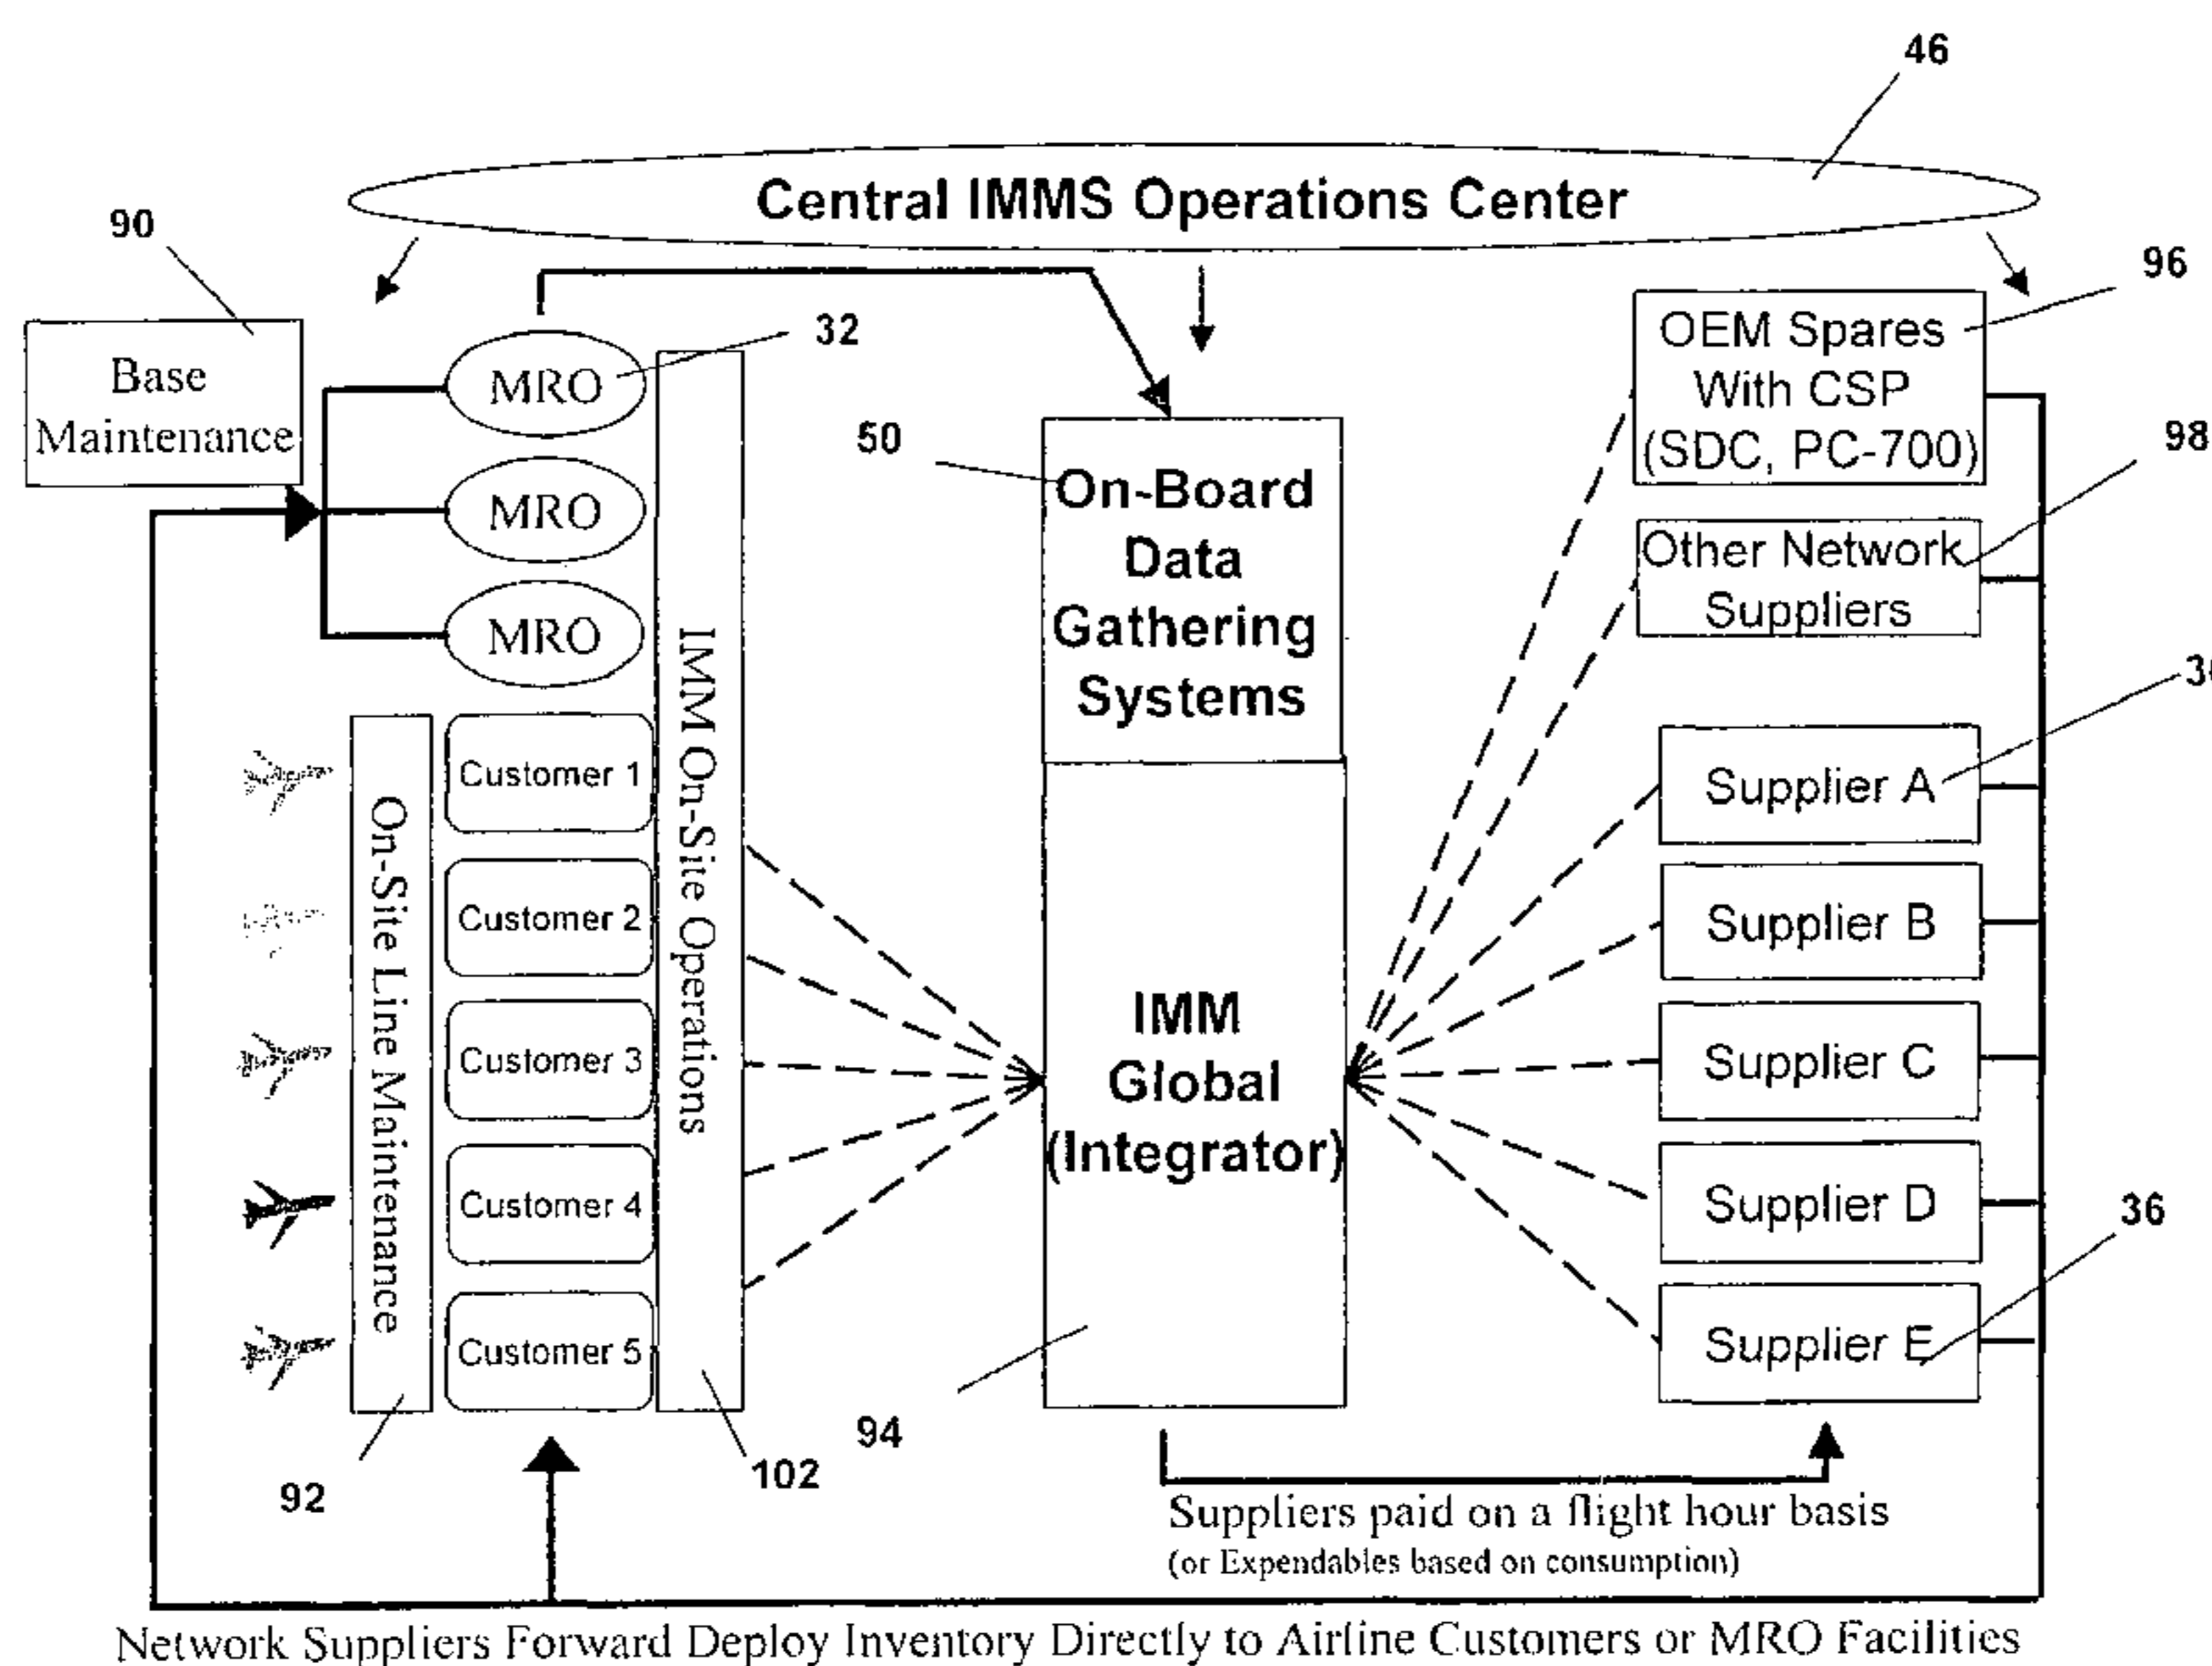 46
Central IMMS Operations Center
90
96
Base
Maintenance
MRO
32
MRO
MRO
IMM On-Site Operations
50
On-Board
Data
Gathering
Systems
OEM Spares
With CSP
(SDC, PC-700)
98
Other Network
Suppliers
On-Site Line Maintenance
Customer 1
Customer 2
Customer 3
Customer 4
Customer 5
IMM
Global
(Integrator)
Supplier A
Supplier B
Supplier C
Supplier D
36
Supplier E
92
102
94
Suppliers paid on a flight hour basis
(or Expendables based on consumption)
Network Suppliers Forward Deploy Inventory Directly to Airline Customers or MRO Facilities